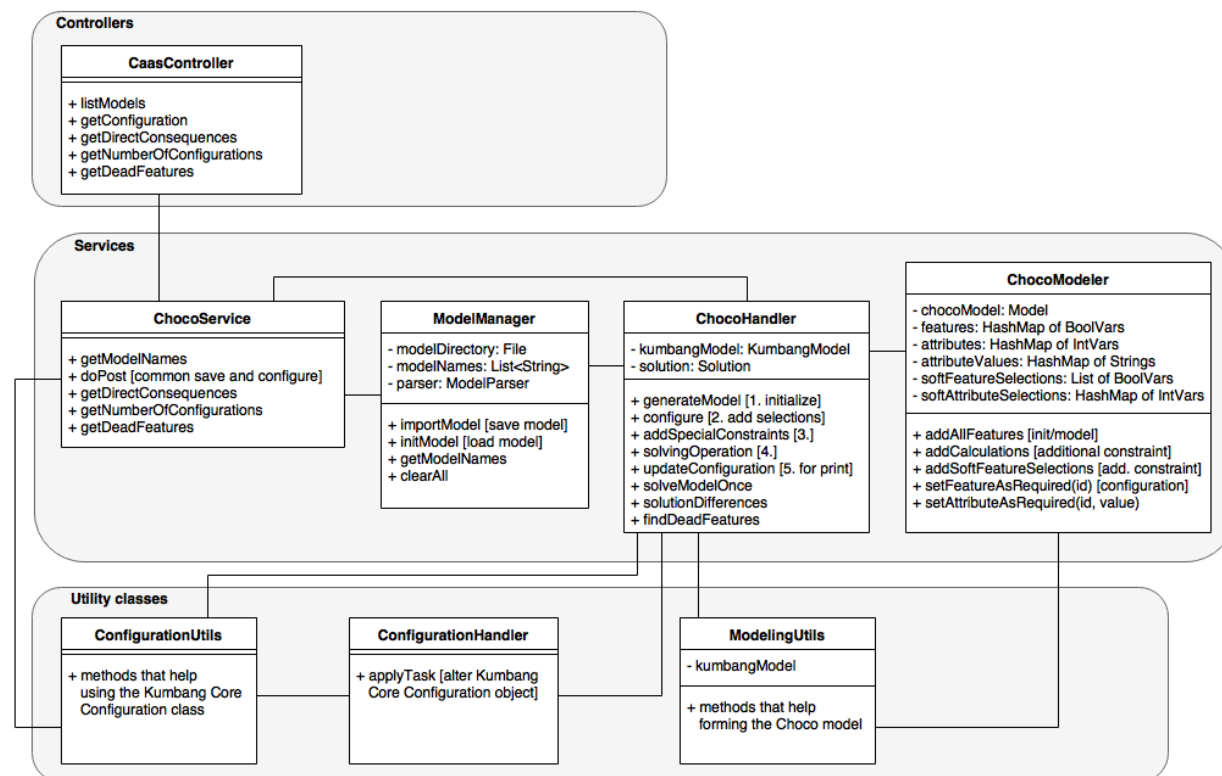 Controllers
CaasController
+ listModels
+ getConfiguration
+ getDirectConsequences
+ getNumberOfConfigurations
+ getDeadFeatures
Services
ChocoService
+ getModelNames
+ doPost [common save and configure]
+ getDirectConsequences
+ getNumberOfConfigurations
+ getDeadFeatures
ModelManager
- modelDirectory: File
- modelNames: List<String>
- parser: ModelParser
+ importModel [save model]
+ initModel [load model]
+ getModelNames
+ clearAll
ChocoHandler
- kumbangModel: KumbangModel
- solution: Solution
+ generateModel [1. initialize]
+ configure [2. add selections]
+ addSpecialConstraints [3.]
+ solvingOperation [4.]
+ updateConfiguration [5. for print]
+ solveModelOnce
+ solutionDifferences
+ findDeadFeatures
ChocoModeler
- chocoModel: Model
- features: HashMap of BoolVars
- attributes: HashMap of IntVars
- attributeValues: HashMap of Strings
- softFeatureSelections: List of BoolVars
- softAttributeSelections: HashMap of IntVars
+ addAllFeatures [init/model]
+ addCalculations [additional constraint]
+ addSoftFeatureSelections [add. constraint]
+ setFeatureAsRequired(id) [configuration]
+ setAttributeAsRequired(id, value)
Utility classes
ConfigurationUtils
+ methods that help
using the Kumbang Core
Configuration class
ConfigurationHandler
+ applyTask [alter Kumbang
Core Configuration object]
ModelingUtils
- kumbangModel
+ methods that help
forming the Choco model